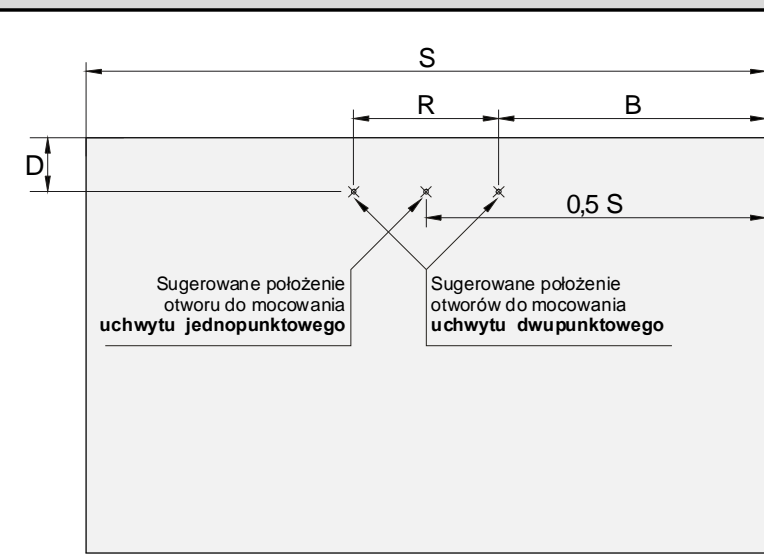 S
R
B
D
0,5 S
Sugerowane położenie
otworu do mocowania
uchwytu jednopunktowego
Sugerowane położenie
otworów do mocowania
uchwytu dwupunktowego